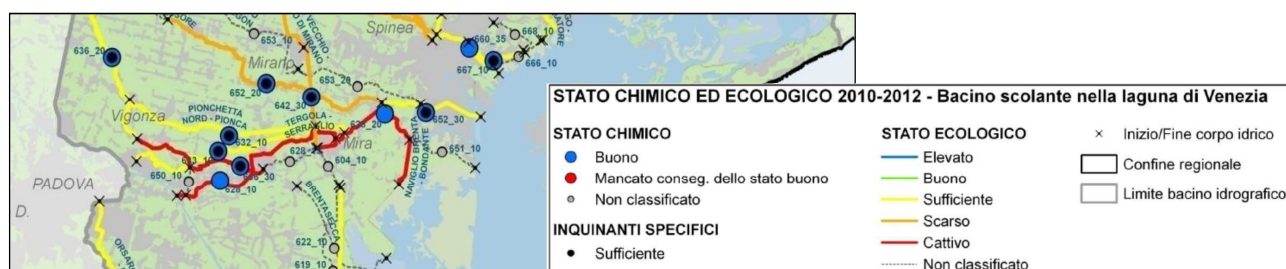 Spinea
660_35
668_10
667_10
666_10
653_10
636_20
Mirano
653_20
652_20
642_30
Vigonza
PIONCHETTA
NORD - PIONCA
TERGOLA -
SERRAGLIO
632_10
652_30
Mira
NAVIGLIO BRENTA
- BONDANTE
651_10
604_10
650_10
628_10
PADOVA
D.
BRENTASECCA
622_10
619_10
STATO CHIMICO ED ECOLOGICO 2010-2012 - Bacino scolante nella laguna di Venezia
STATO CHIMICO
Buono
Mancato conseg. dello stato buono
Non classificato
INQUINANTI SPECIFICI
Sufficiente
STATO ECOLOGICO
Elevato
Buono
Sufficiente
Scarso
Cattivo
Non classificato
Inizio/Fine corpo idrico
Confine regionale
Limite bacino idrografico